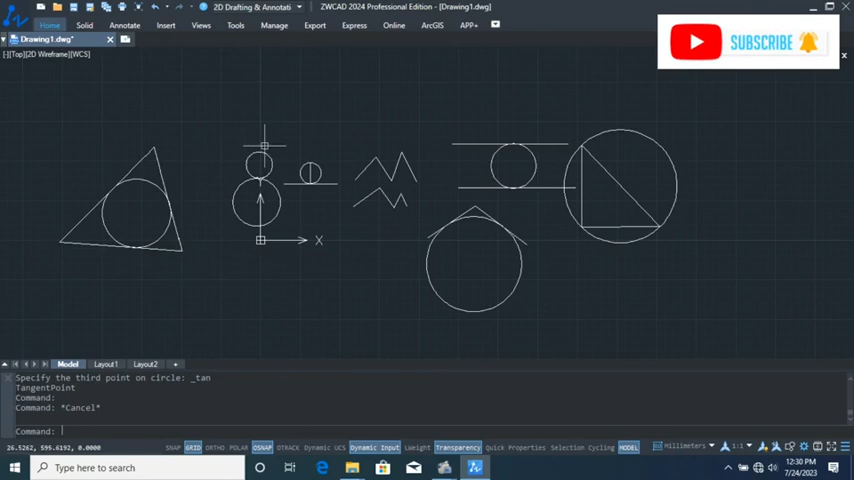 2D Drafting & Annotati
ZWCAD 2024 Professional Edition - [Drawing1.dwg]
Home Solid Annotate Insert Views Tools Manage Export Express Online ArcGIS APP+
Drawing1.dwg*
[-][Top][2D Wireframe][WCS]
SUBSCRIBE
X
Model Layout1 Layout2 +
Specify the third point on circle: _tan
TangentPoint
Command:
Command: *Cancel*
Command:
26.5262, 595.6192, 0.0000 SNAP GRID ORTHO POLAR OSNAP OTRACK Dynamic UCS Dynamic Input LWeight Transparency Quick Properties Selection Cycling MODEL Millimeters 1:1
Type here to search
12:30 PM
7/24/2023